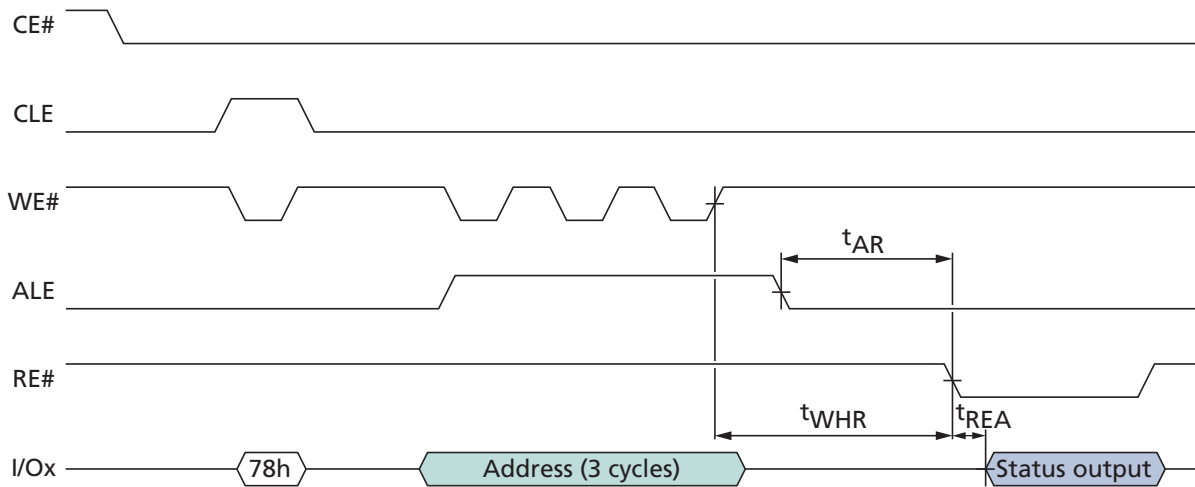 CE#
CLE
WE#
tAR
ALE
RE#
tWHR
tREA
I/Ox
78h
Address (3 cycles)
Status output